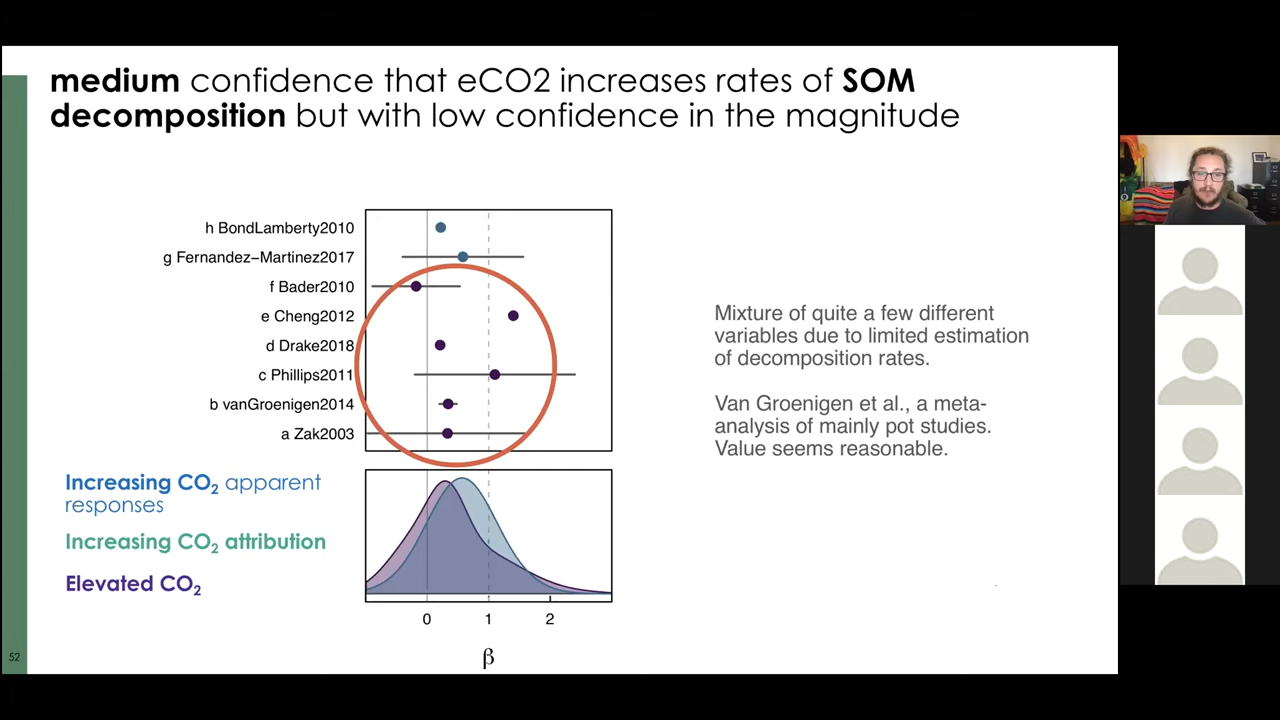 medium confidence that eCO2 increases rates of SOM
decomposition but with low confidence in the magnitude
h BondLamberty2010
g Fernandez−Martinez2017
f Bader2010
e Cheng2012
d Drake2018
c Phillips2011
b vanGroenigen2014
a Zak2003
Mixture of quite a few different
variables due to limited estimation
of decomposition rates.
Van Groenigen et al., a meta-
analysis of mainly pot studies.
Value seems reasonable.
Increasing CO₂ apparent
responses
Increasing CO₂ attribution
Elevated CO₂
0 1 2
β
52